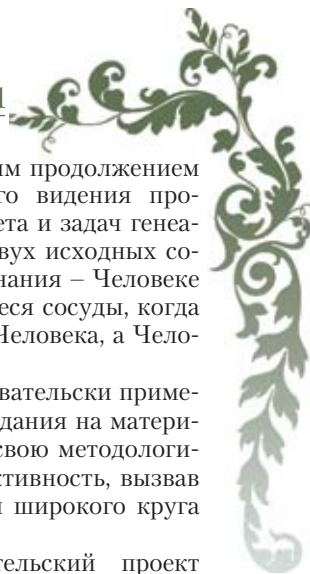 1
им продолжением
го видения про-
ета и задач генеа-
вух исходных со-
нания – Человеке
еся сосуды, когда
Человека, а Чело-
вательски приме-
дания на матери-
свою методологи-
ктивность, вызвав
и широкого круга
тельский проект